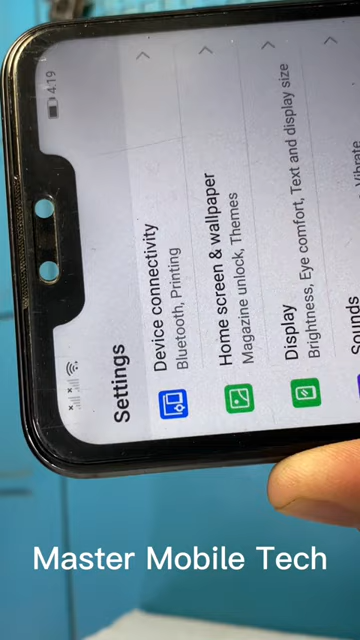 4:19
Settings
Device connectivity
Bluetooth, Printing
Home screen & wallpaper
Magazine unlock, Themes
Display
Brightness, Eye comfort, Text and display size
Sounds
Vibrate
Master Mobile Tech